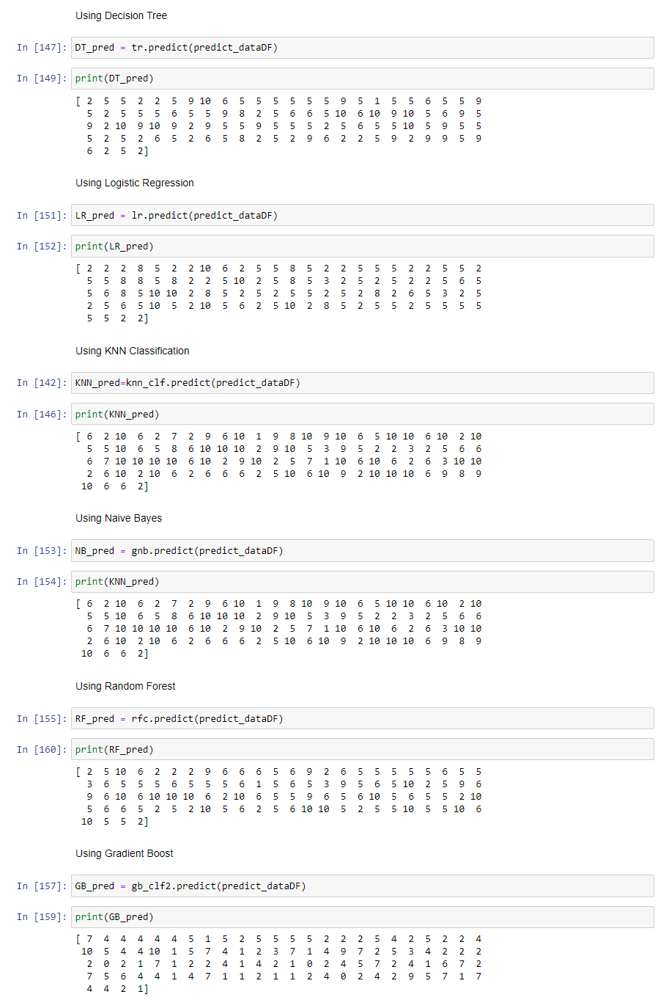 Using Decision Tree
In [147]: DT_pred = tr.predict(predict_dataDF)
In [149]: print(DT_pred)
[ 2 5 5 2 2 5 9 10 6 5 5 5 5 5 5 9 5 1 5 5 6 5 5 9
5 2 5 5 5 6 5 5 9 8 2 5 6 6 5 10 6 10 9 10 5 6 9 5
9 2 10 9 10 9 2 9 5 5 9 5 5 5 2 5 6 5 5 10 5 9 5 5
5 2 5 2 6 5 2 6 5 8 2 5 2 9 6 2 2 5 9 2 9 9 5 9
6 2 5 2]
Using Logistic Regression
In [151]: LR_pred = lr.predict(predict_dataDF)
In [152]: print(LR_pred)
[ 2 2 2 8 5 2 2 10 6 2 5 5 8 5 2 2 5 5 5 2 2 5 5 2
5 5 8 8 5 8 2 2 5 10 2 5 8 5 3 2 5 2 5 2 2 5 6 5
5 6 8 5 10 10 2 8 5 2 5 2 5 5 2 5 2 8 2 6 5 3 2 5
2 5 6 5 10 5 2 10 5 6 2 5 10 2 8 5 2 5 5 2 5 5 5 5
5 5 2 2]
Using KNN Classification
In [142]: KNN_pred=knn_clf.predict(predict_dataDF)
In [146]: print(KNN_pred)
[ 6 2 10 6 2 7 2 9 6 10 1 9 8 10 9 10 6 5 10 10 6 10 2 10
5 5 10 6 5 8 6 10 10 10 2 9 10 5 3 9 5 2 2 3 2 5 6 6
6 7 10 10 10 10 6 10 2 9 10 2 5 7 1 10 6 10 6 2 6 3 10 10
2 6 10 2 10 6 2 6 6 6 2 5 10 6 10 9 2 10 10 10 6 9 8 9
10 6 6 2]
Using Naive Bayes
In [153]: NB_pred = gnb.predict(predict_dataDF)
In [154]: print(KNN_pred)
[ 6 2 10 6 2 7 2 9 6 10 1 9 8 10 9 10 6 5 10 10 6 10 2 10
5 5 10 6 5 8 6 10 10 10 2 9 10 5 3 9 5 2 2 3 2 5 6 6
6 7 10 10 10 10 6 10 2 9 10 2 5 7 1 10 6 10 6 2 6 3 10 10
2 6 10 2 10 6 2 6 6 6 2 5 10 6 10 9 2 10 10 10 6 9 8 9
10 6 6 2]
Using Random Forest
In [155]: RF_pred = rfc.predict(predict_dataDF)
In [160]: print(RF_pred)
[ 2 5 10 6 2 2 2 9 6 6 6 5 6 9 2 6 5 5 5 5 5 6 5 5
3 6 5 5 5 6 5 5 5 6 1 5 6 5 3 9 5 6 5 10 2 5 9 6
9 6 10 6 10 10 10 6 2 10 6 5 5 9 6 5 6 10 5 6 5 5 2 10
5 6 6 5 2 5 2 10 5 6 2 5 6 10 10 5 2 5 5 10 5 5 10 6
10 5 5 2]
Using Gradient Boost
In [157]: GB_pred = gb_clf2.predict(predict_dataDF)
In [159]: print(GB_pred)
[ 7 4 4 4 4 4 5 1 5 2 5 5 5 5 2 2 2 5 4 2 5 2 2 4
10 5 4 4 10 1 5 7 4 1 2 3 7 1 4 9 7 2 5 3 4 2 2 2
2 0 2 1 7 1 2 2 4 1 4 2 1 0 2 4 5 7 2 4 1 6 7 2
7 5 6 4 4 1 4 7 1 1 2 1 1 2 4 0 2 4 2 9 5 7 1 7
4 4 2 1]